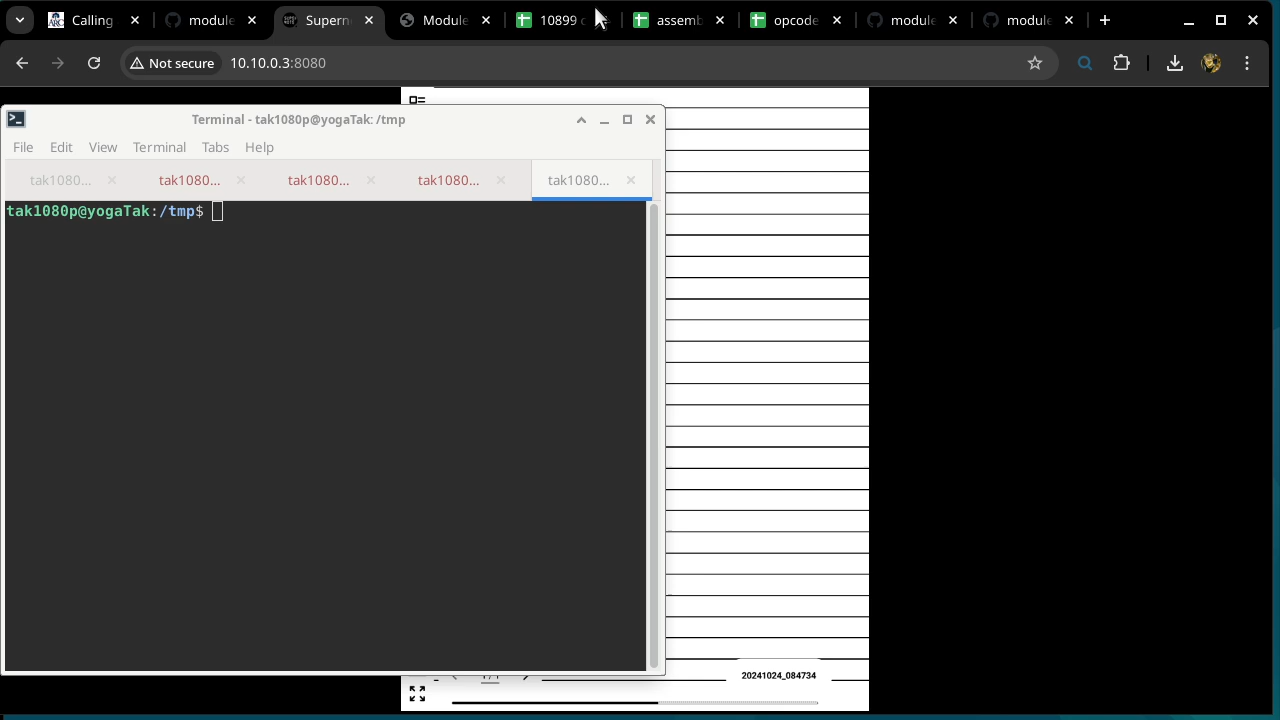 Calling
module
Supern
Module
10899 c
assemb
opcode
module
module
Not secure
10.10.0.3:8080
Terminal - tak1080p@yogaTak: /tmp
File Edit View Terminal Tabs Help
tak1080... tak1080... tak1080... tak1080... tak1080...
tak1080p@yogaTak:/tmp$
20241024_084734